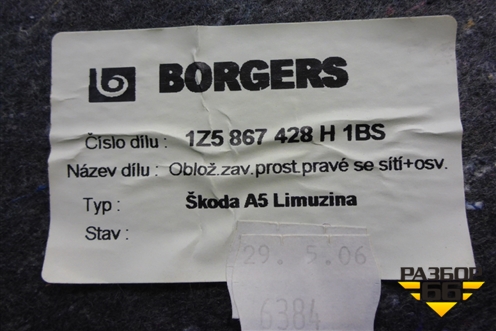 BORGERS
Číslo dílu : 1Z5 867 428 H 1BS
Název dílu : Oblož.zav.prost.pravé se sítí+osv.
Typ : Škoda A5 Limuzina
Stav :
29. 5.06
6384
РАЗБОР
66